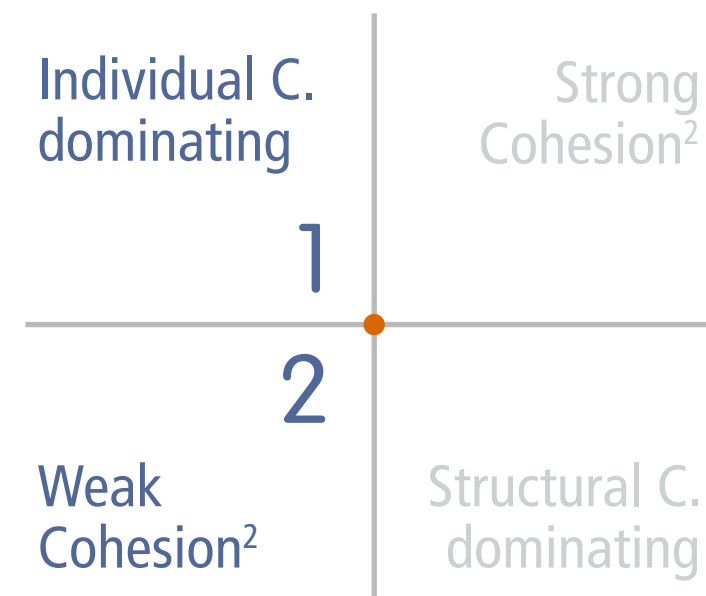 Individual C.
dominating
1
Strong
Cohesion²
2
Weak
Cohesion²
Structural C.
dominating